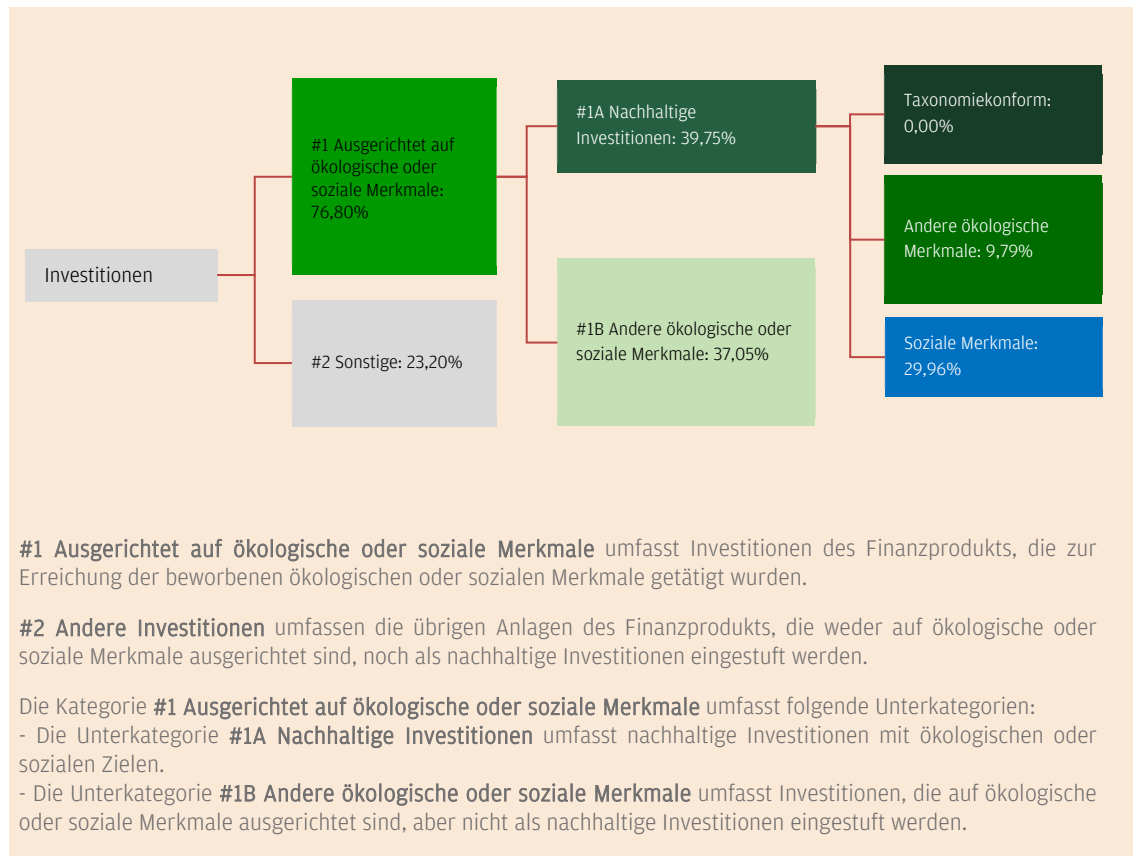 Investitionen
#1 Ausgerichtet auf
ökologische oder
soziale Merkmale:
76,80%
#2 Sonstige: 23,20%
#1A Nachhaltige
Investitionen: 39,75%
#1B Andere ökologische oder
soziale Merkmale: 37,05%
Taxonomiekonform:
0,00%
Andere ökologische
Merkmale: 9,79%
Soziale Merkmale:
29,96%
#1 Ausgerichtet auf ökologische oder soziale Merkmale umfasst Investitionen des Finanzprodukts, die zur
Erreichung der beworbenen ökologischen oder sozialen Merkmale getätigt wurden.
#2 Andere Investitionen umfassen die übrigen Anlagen des Finanzprodukts, die weder auf ökologische oder
soziale Merkmale ausgerichtet sind, noch als nachhaltige Investitionen eingestuft werden.
Die Kategorie #1 Ausgerichtet auf ökologische oder soziale Merkmale umfasst folgende Unterkategorien:
- Die Unterkategorie #1A Nachhaltige Investitionen umfasst nachhaltige Investitionen mit ökologischen oder
sozialen Zielen.
- Die Unterkategorie #1B Andere ökologische oder soziale Merkmale umfasst Investitionen, die auf ökologische
oder soziale Merkmale ausgerichtet sind, aber nicht als nachhaltige Investitionen eingestuft werden.